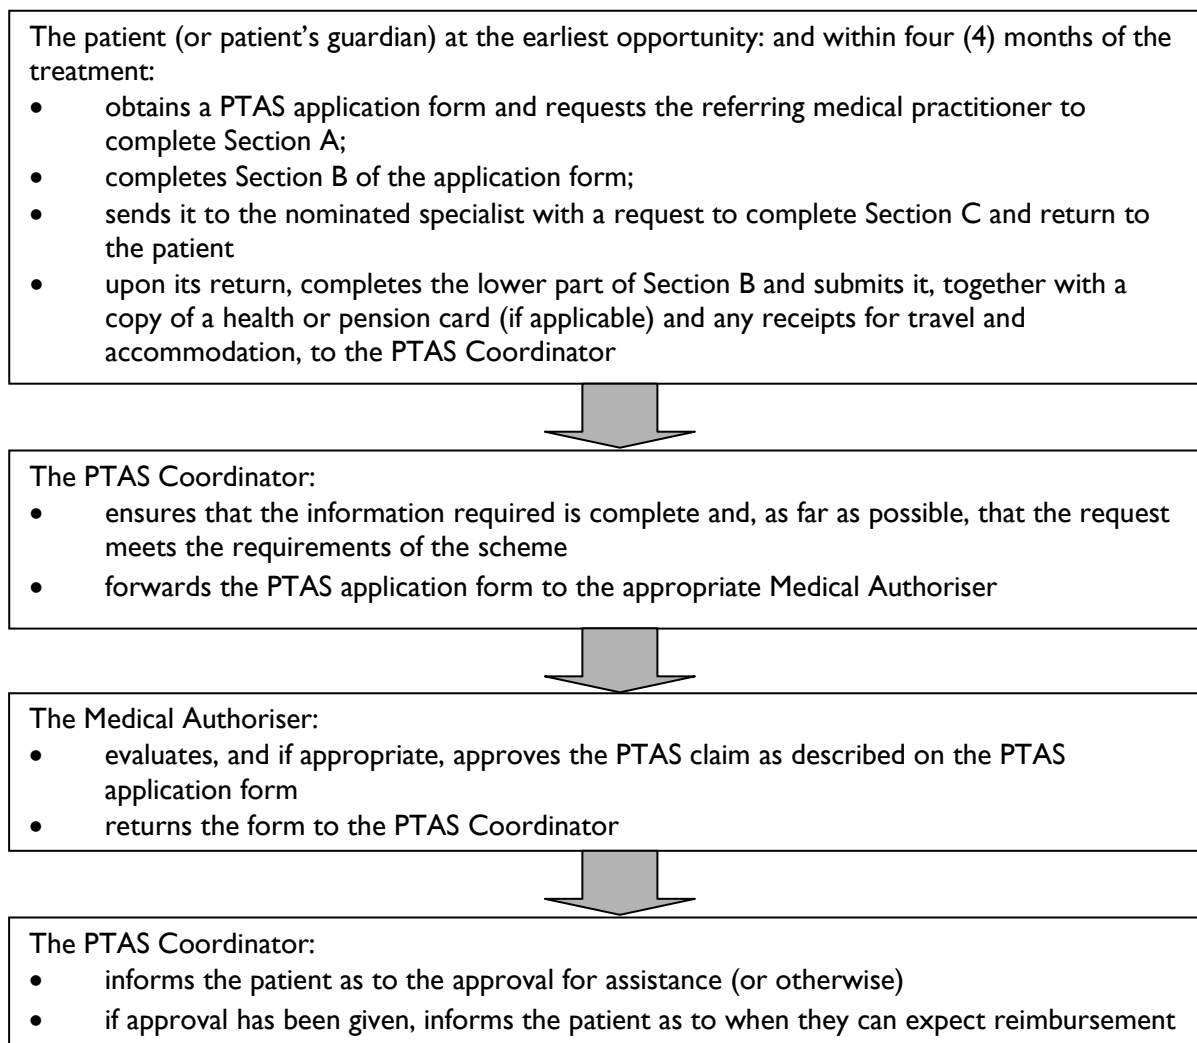 The patient (or patient’s guardian) at the earliest opportunity: and within four (4) months of the
treatment:
• obtains a PTAS application form and requests the referring medical practitioner to
complete Section A;
• completes Section B of the application form;
• sends it to the nominated specialist with a request to complete Section C and return to
the patient
• upon its return, completes the lower part of Section B and submits it, together with a
copy of a health or pension card (if applicable) and any receipts for travel and
accommodation, to the PTAS Coordinator
The PTAS Coordinator:
• ensures that the information required is complete and, as far as possible, that the request
meets the requirements of the scheme
• forwards the PTAS application form to the appropriate Medical Authoriser
The Medical Authoriser:
• evaluates, and if appropriate, approves the PTAS claim as described on the PTAS
application form
• returns the form to the PTAS Coordinator
The PTAS Coordinator:
• informs the patient as to the approval for assistance (or otherwise)
• if approval has been given, informs the patient as to when they can expect reimbursement